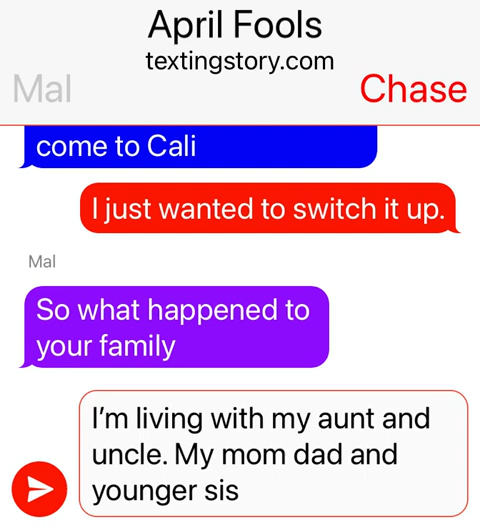 April Fools
textingstory.com
Mal
Chase
come to Cali
I just wanted to switch it up.
Mal
So what happened to
your family
I’m living with my aunt and
uncle. My mom dad and
younger sis